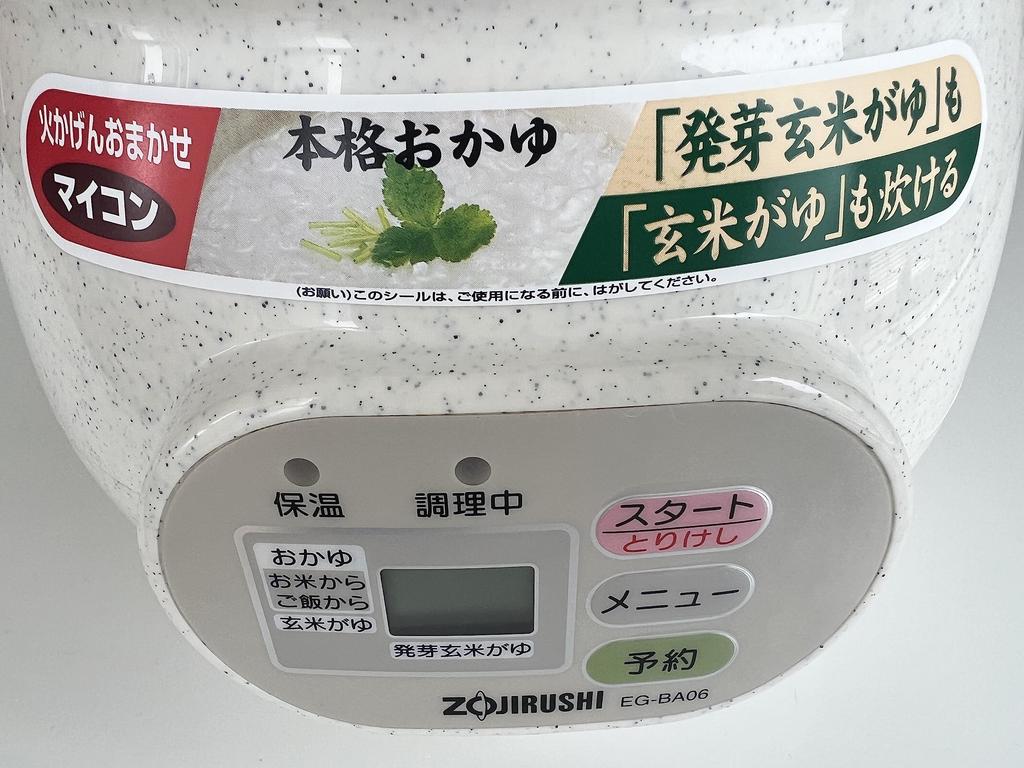 火かげんおまかせ
マイコン
本格おかゆ
「発芽玄米がゆ」も
「玄米がゆ」も炊ける
(お願い)このシールは、ご使用になる前に、はがしてください。
保温
調理中
おかゆ
お米から
ご飯から
玄米がゆ
発芽玄米がゆ
スタート
とりけし
メニュー
予約
ZOJIRUSHI EG-BA06